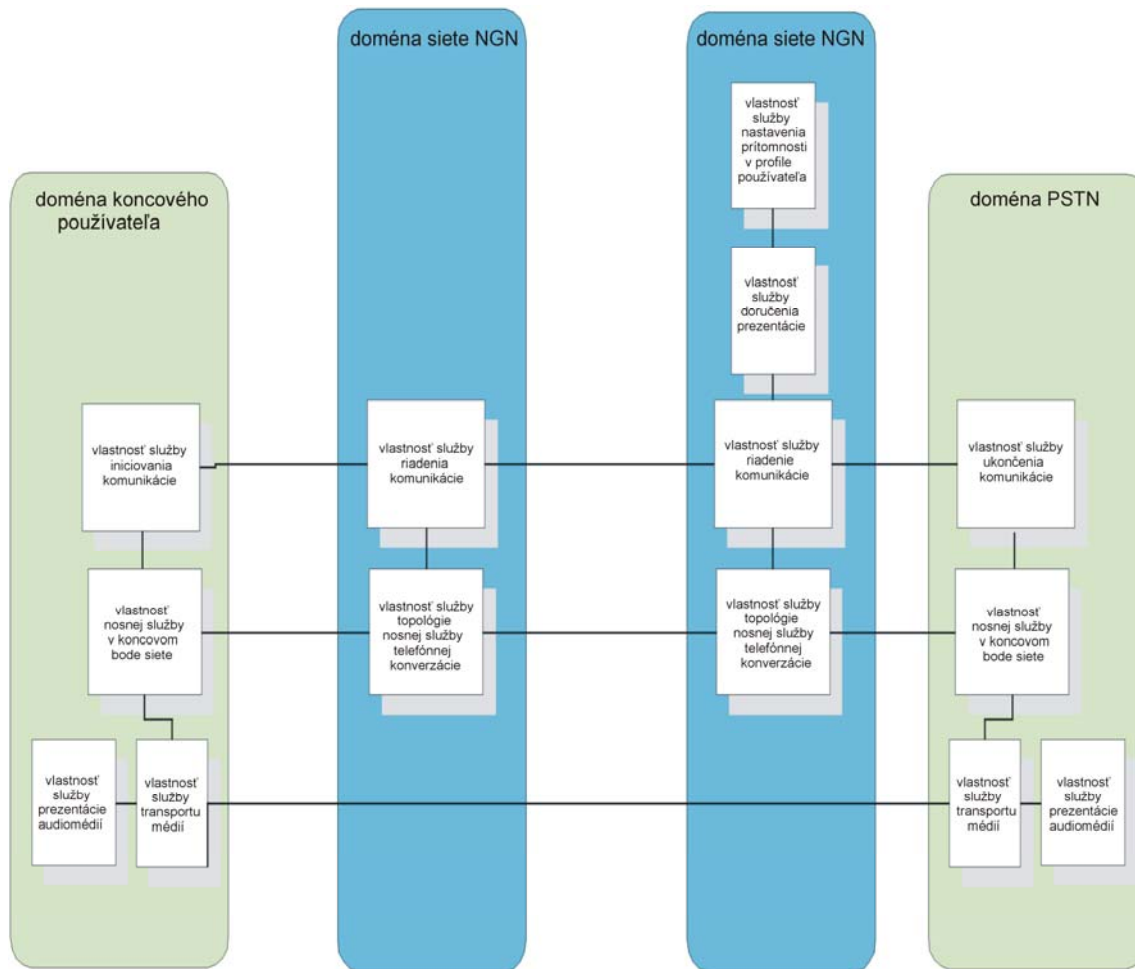 doména koncového
používateľa
vlastnosť služby
iniciovania
komunikácie
vlastnosť
nosnej služby
v koncovom
bode siete
vlastnosť
služby
prezentácie
audiomédií
vlastnosť
služby
transportu
médií
doména siete NGN
vlastnosť služby
riadenia
komunikácie
vlastnosť služby
topológie
nosnej služby
telefónnej
konverzácie
doména siete NGN
vlastnosť
služby
nastavenia
prítomnosti
v profile
používateľa
vlastnosť
služby
doručenia
prezentácie
vlastnosť služby
riadenie
komunikácie
vlastnosť služby
topológie
nosnej služby
telefónnej
konverzácie
doména PSTN
vlastnosť služby
ukončenia
komunikácie
vlastnosť
nosnej služby
v koncovom
bode siete
vlastnosť
služby
transportu
médií
vlastnosť
služby
prezentácie
audiomédií